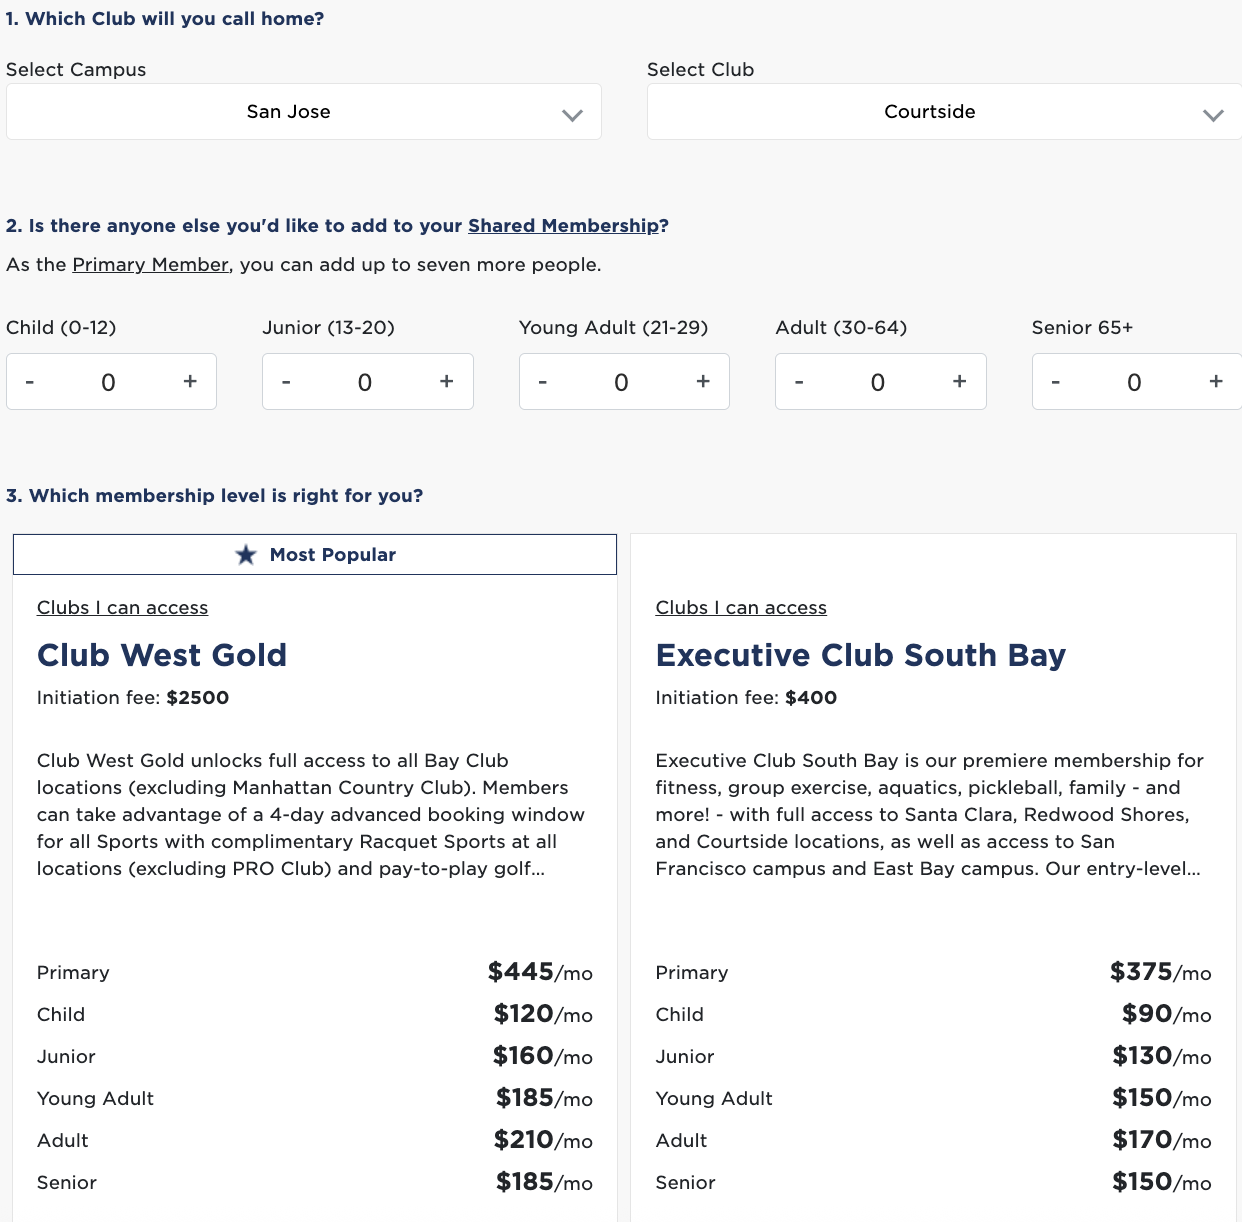 1. Which Club will you call home?
Select Campus
Select Club
San Jose
Courtside
2. Is there anyone else you'd like to add to your Shared Membership?
As the Primary Member, you can add up to seven more people.
Child (0-12)
Junior (13-20)
Young Adult (21-29)
Adult (30-64)
Senior 65+
- 0 +
- 0 +
- 0 +
- 0 +
- 0 +
3. Which membership level is right for you?
★ Most Popular
Clubs I can access
Club West Gold
Initiation fee: $2500
Club West Gold unlocks full access to all Bay Club
locations (excluding Manhattan Country Club). Members
can take advantage of a 4-day advanced booking window
for all Sports with complimentary Racquet Sports at all
locations (excluding PRO Club) and pay-to-play golf...
Primary $445/mo
Child $120/mo
Junior $160/mo
Young Adult $185/mo
Adult $210/mo
Senior $185/mo
Clubs I can access
Executive Club South Bay
Initiation fee: $400
Executive Club South Bay is our premiere membership for
fitness, group exercise, aquatics, pickleball, family - and
more! - with full access to Santa Clara, Redwood Shores,
and Courtside locations, as well as access to San
Francisco campus and East Bay campus. Our entry-level...
Primary $375/mo
Child $90/mo
Junior $130/mo
Young Adult $150/mo
Adult $170/mo
Senior $150/mo